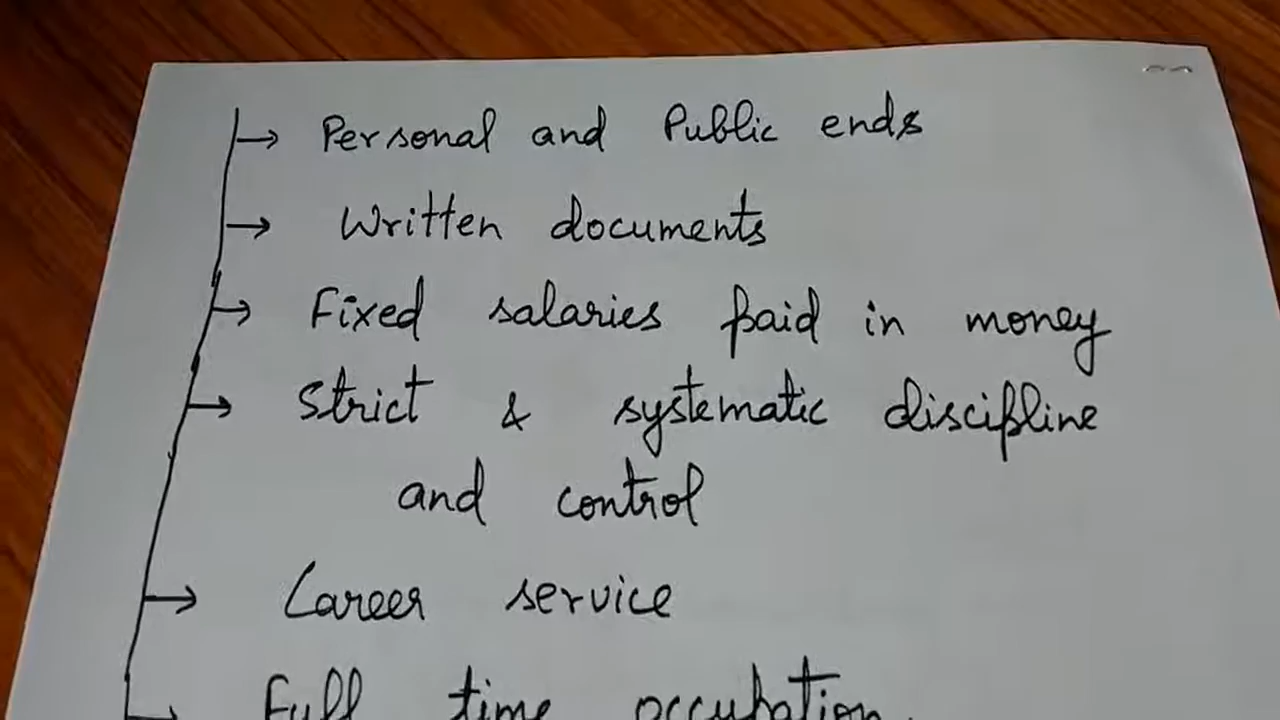 → Personal and Public ends
→ Written documents
→ Fixed salaries paid in money
→ Strict & systematic discipline
and control
→ Career service
→ Full time occupation.